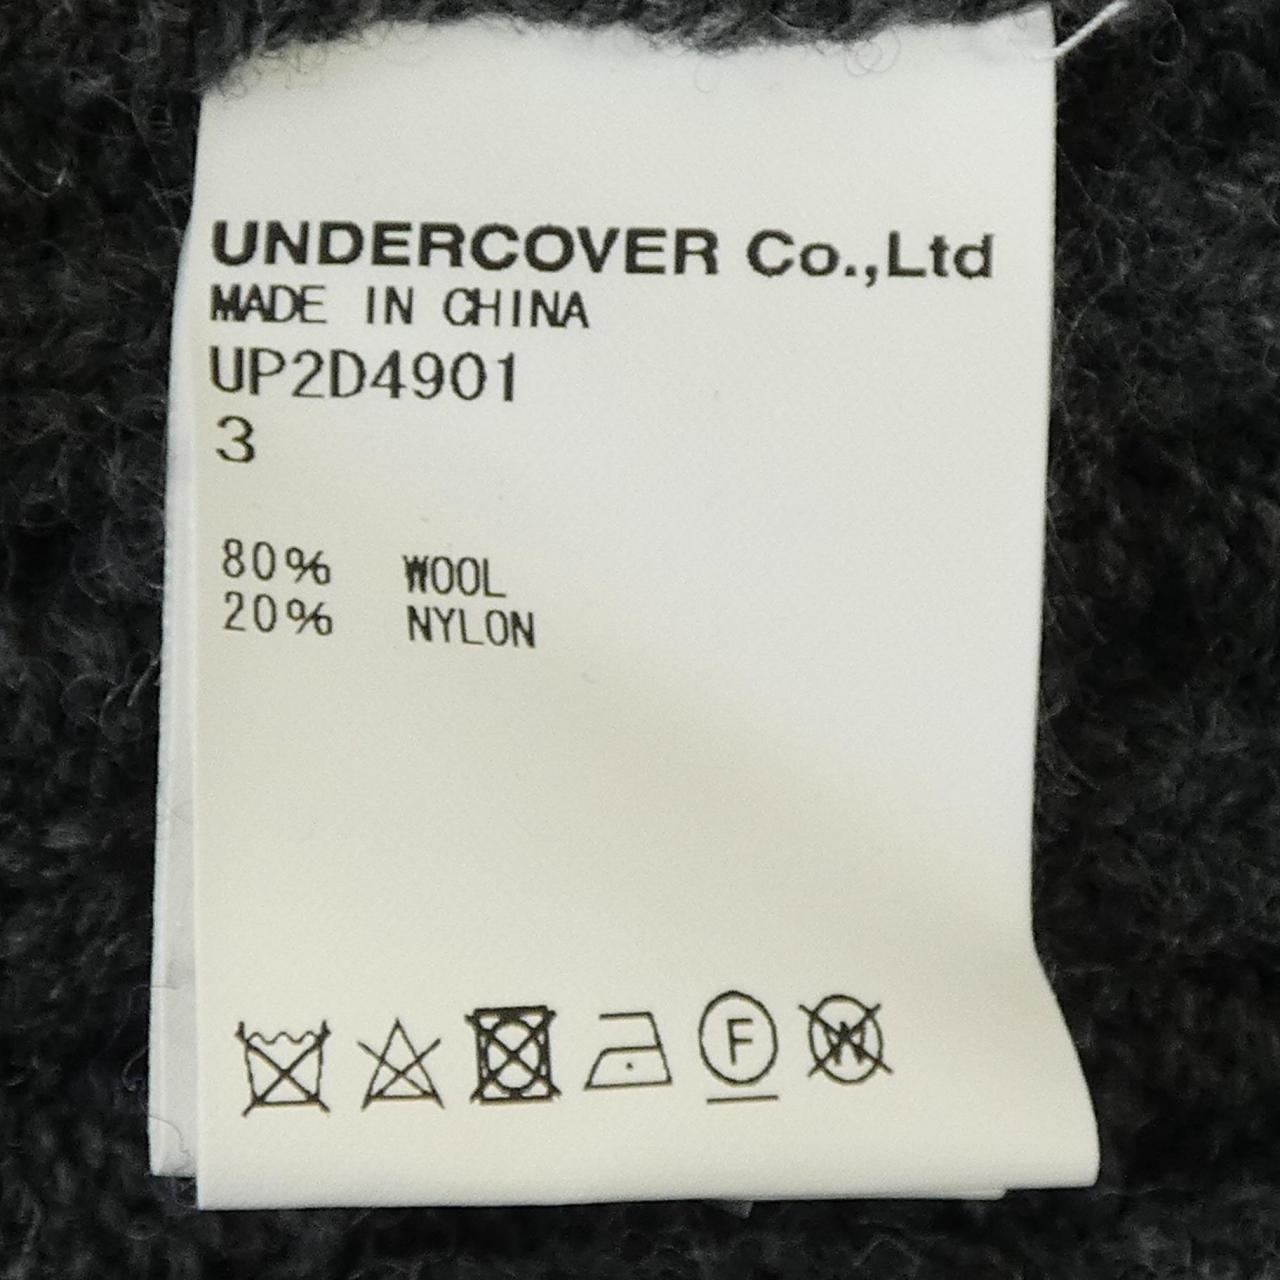 UNDERCOVER Co.,Ltd
MADE IN CHINA
UP2D4901
3
80% WOOL
20% NYLON
F W